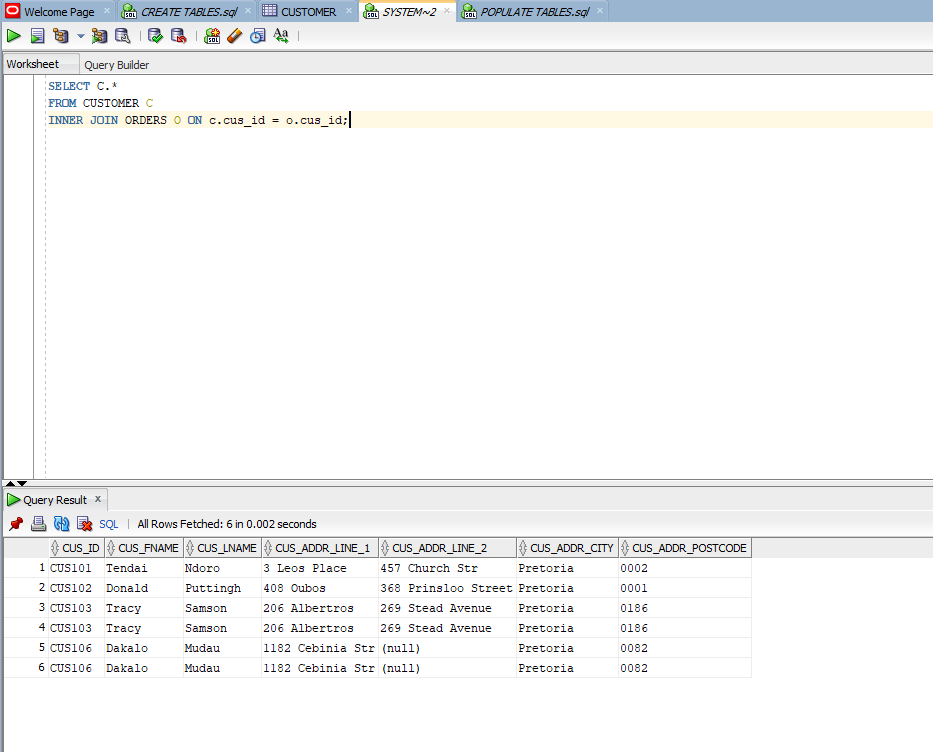 Welcome Page CREATE TABLES.sql CUSTOMER SYSTEM~2 POPULATE TABLES.sql
Worksheet Query Builder
SELECT C.*
FROM CUSTOMER C
INNER JOIN ORDERS O ON c.cus_id = o.cus_id;
Query Result x
SQL | All Rows Fetched: 6 in 0.002 seconds
CUS_ID CUS_FNAME CUS_LNAME CUS_ADDR_LINE_1 CUS_ADDR_LINE_2 CUS_ADDR_CITY CUS_ADDR_POSTCODE
1 CUS101 Tendai Ndoro 3 Leos Place 457 Church Str Pretoria 0002
2 CUS102 Donald Puttingh 408 Oubos 368 Prinsloo Street Pretoria 0001
3 CUS103 Tracy Samson 206 Albertros 269 Stead Avenue Pretoria 0186
4 CUS103 Tracy Samson 206 Albertros 269 Stead Avenue Pretoria 0186
5 CUS106 Dakalo Mudau 1182 Cebinia Str (null) Pretoria 0082
6 CUS106 Dakalo Mudau 1182 Cebinia Str (null) Pretoria 0082